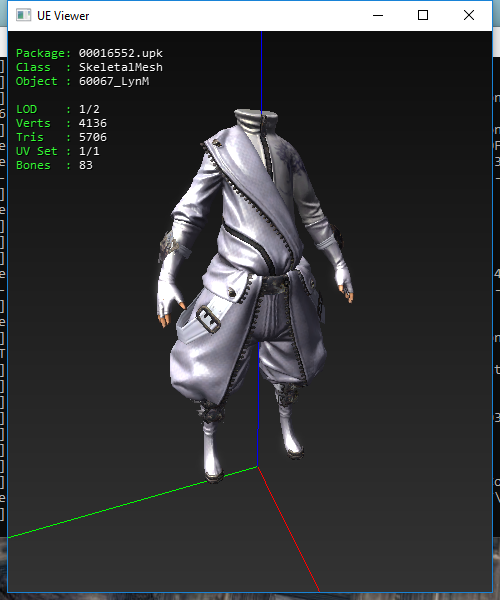 UE Viewer
Package: 00016552.upk
Class  : SkeletalMesh
Object : 60067_LynM
LOD    : 1/2
Verts  : 4136
Tris   : 5706
UV Set : 1/1
Bones  : 83